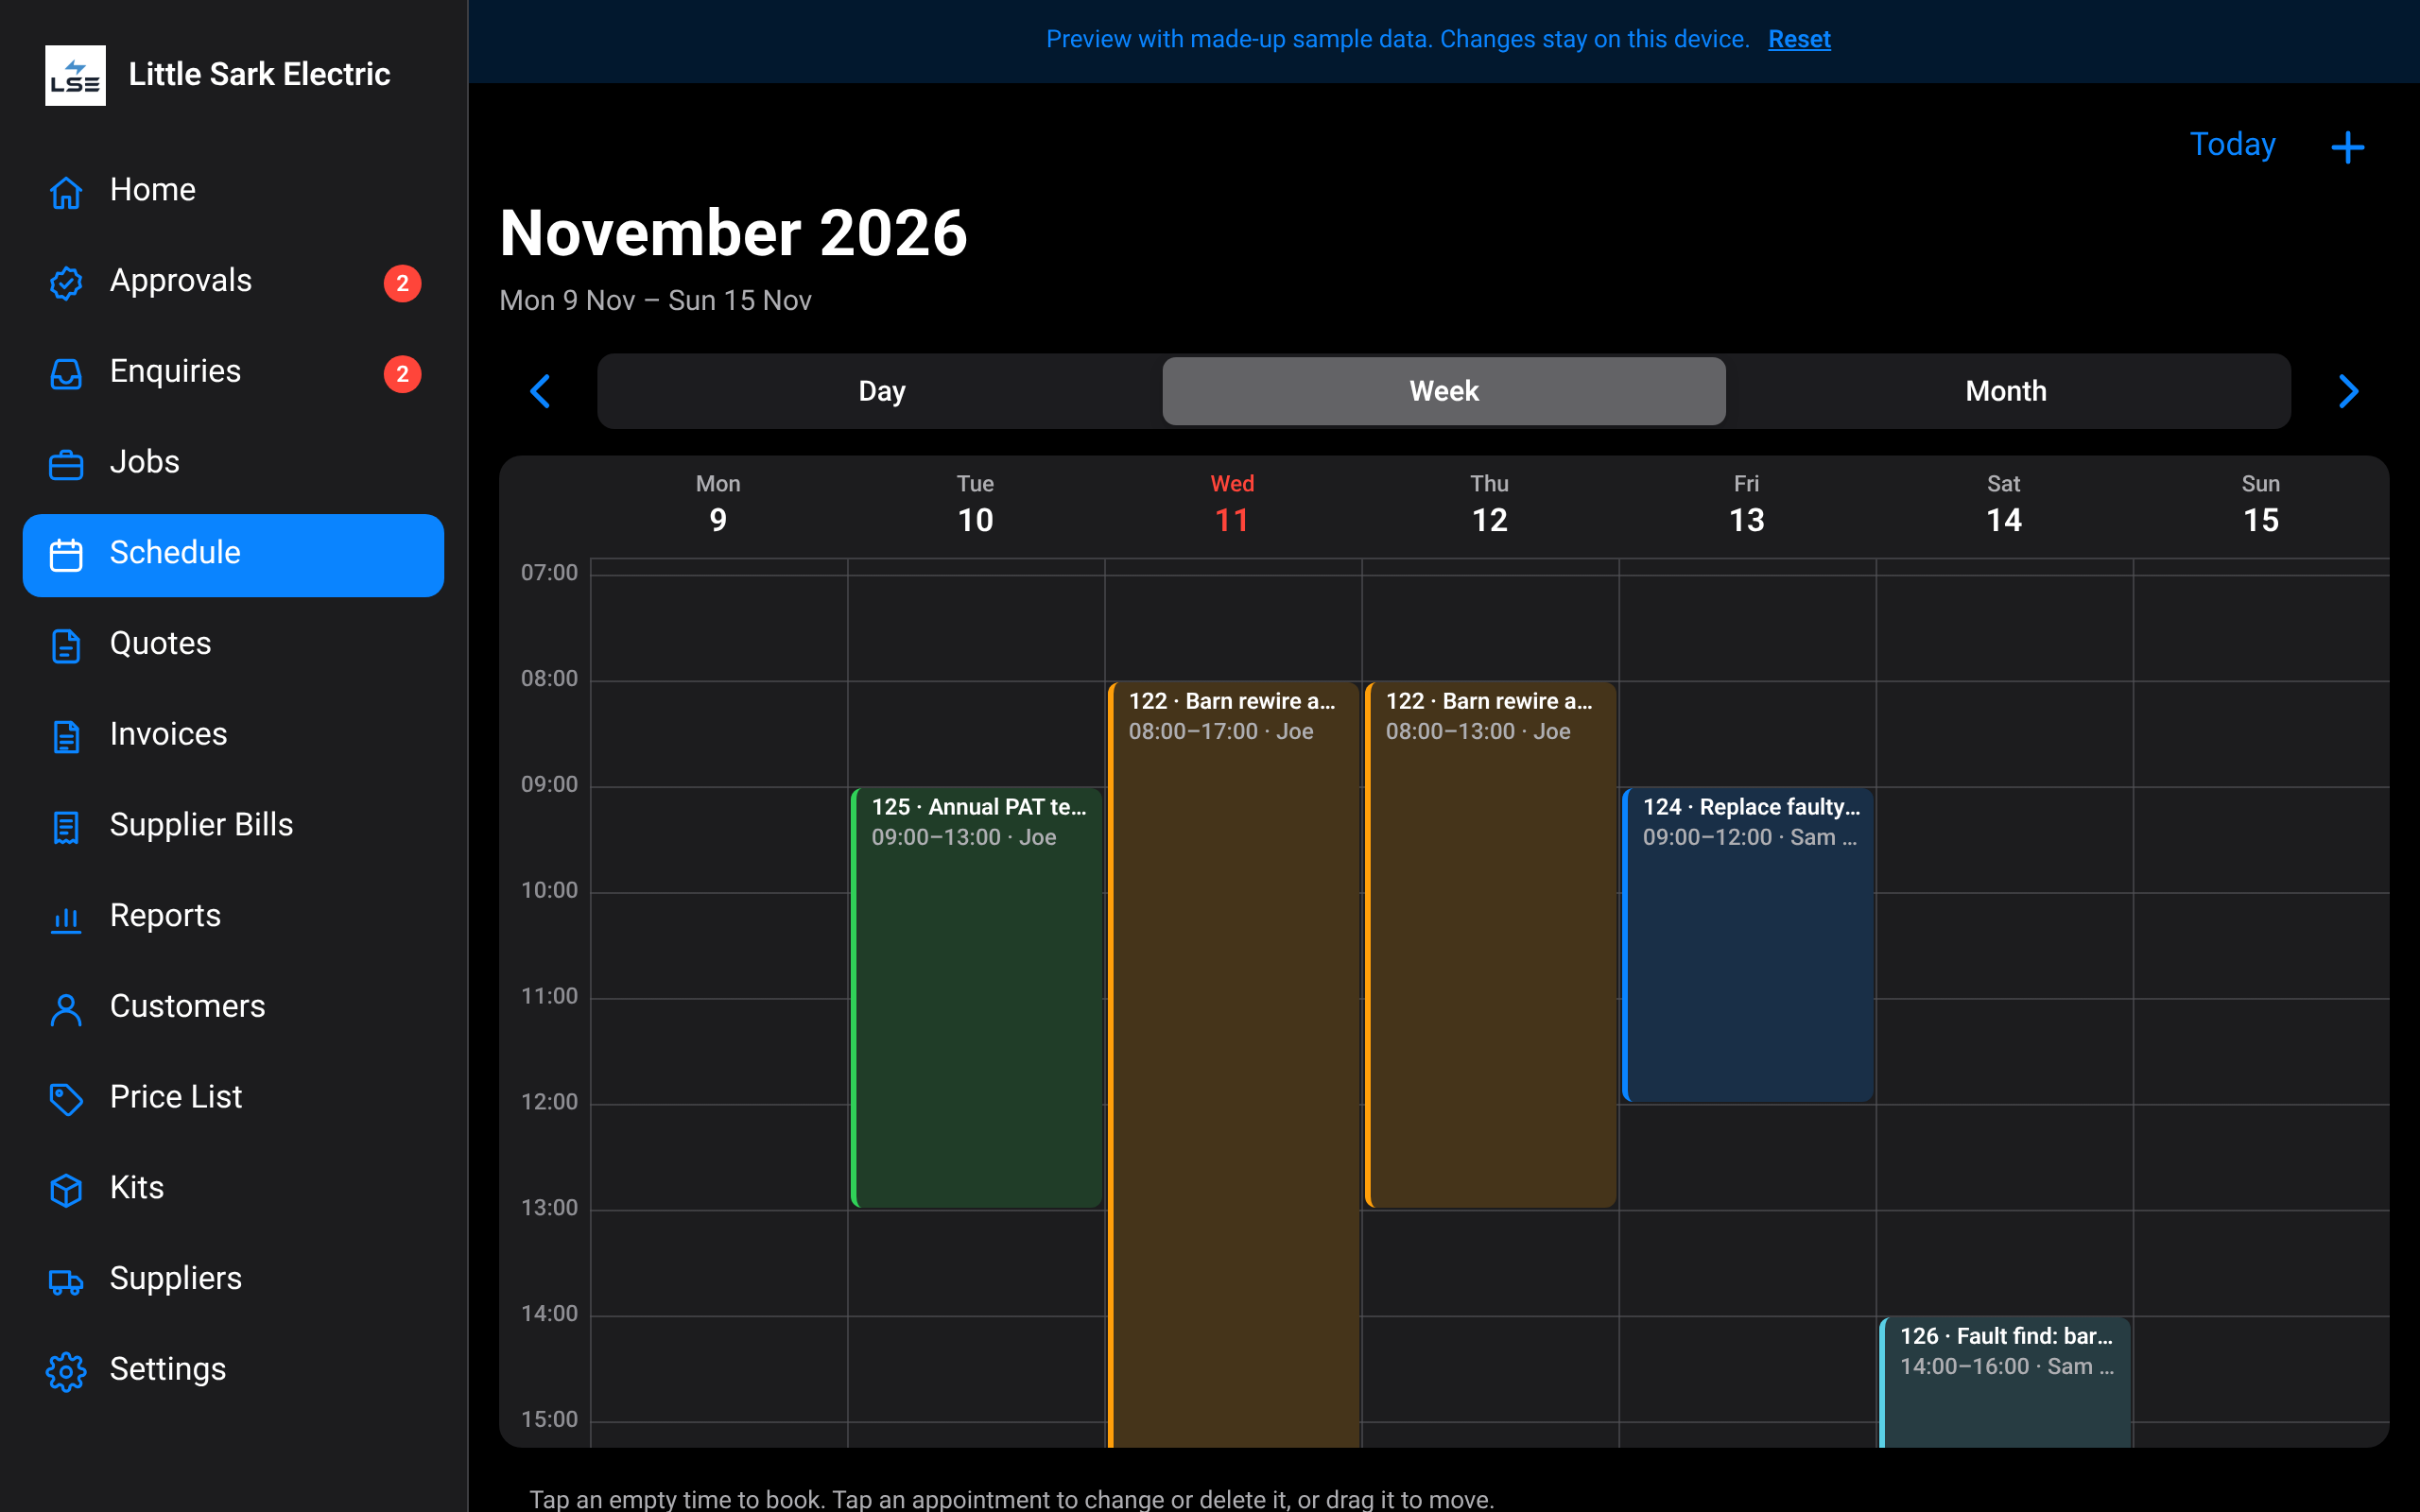 LSE
Little Sark Electric
Home
Approvals 2
Enquiries 2
Jobs
Schedule
Quotes
Invoices
Supplier Bills
Reports
Customers
Price List
Kits
Suppliers
Settings
Preview with made-up sample data. Changes stay on this device. Reset
Today
November 2026
Mon 9 Nov – Sun 15 Nov
Day Week Month
Mon Tue Wed Thu Fri Sat Sun
9 10 11 12 13 14 15
07:00
08:00
122 · Barn rewire a...
08:00–17:00 · Joe
122 · Barn rewire a...
08:00–13:00 · Joe
09:00
125 · Annual PAT te...
09:00–13:00 · Joe
124 · Replace faulty...
09:00–12:00 · Sam ...
10:00
11:00
12:00
13:00
14:00
126 · Fault find: bar...
14:00–16:00 · Sam ...
15:00
Tap an empty time to book. Tap an appointment to change or delete it, or drag it to move.